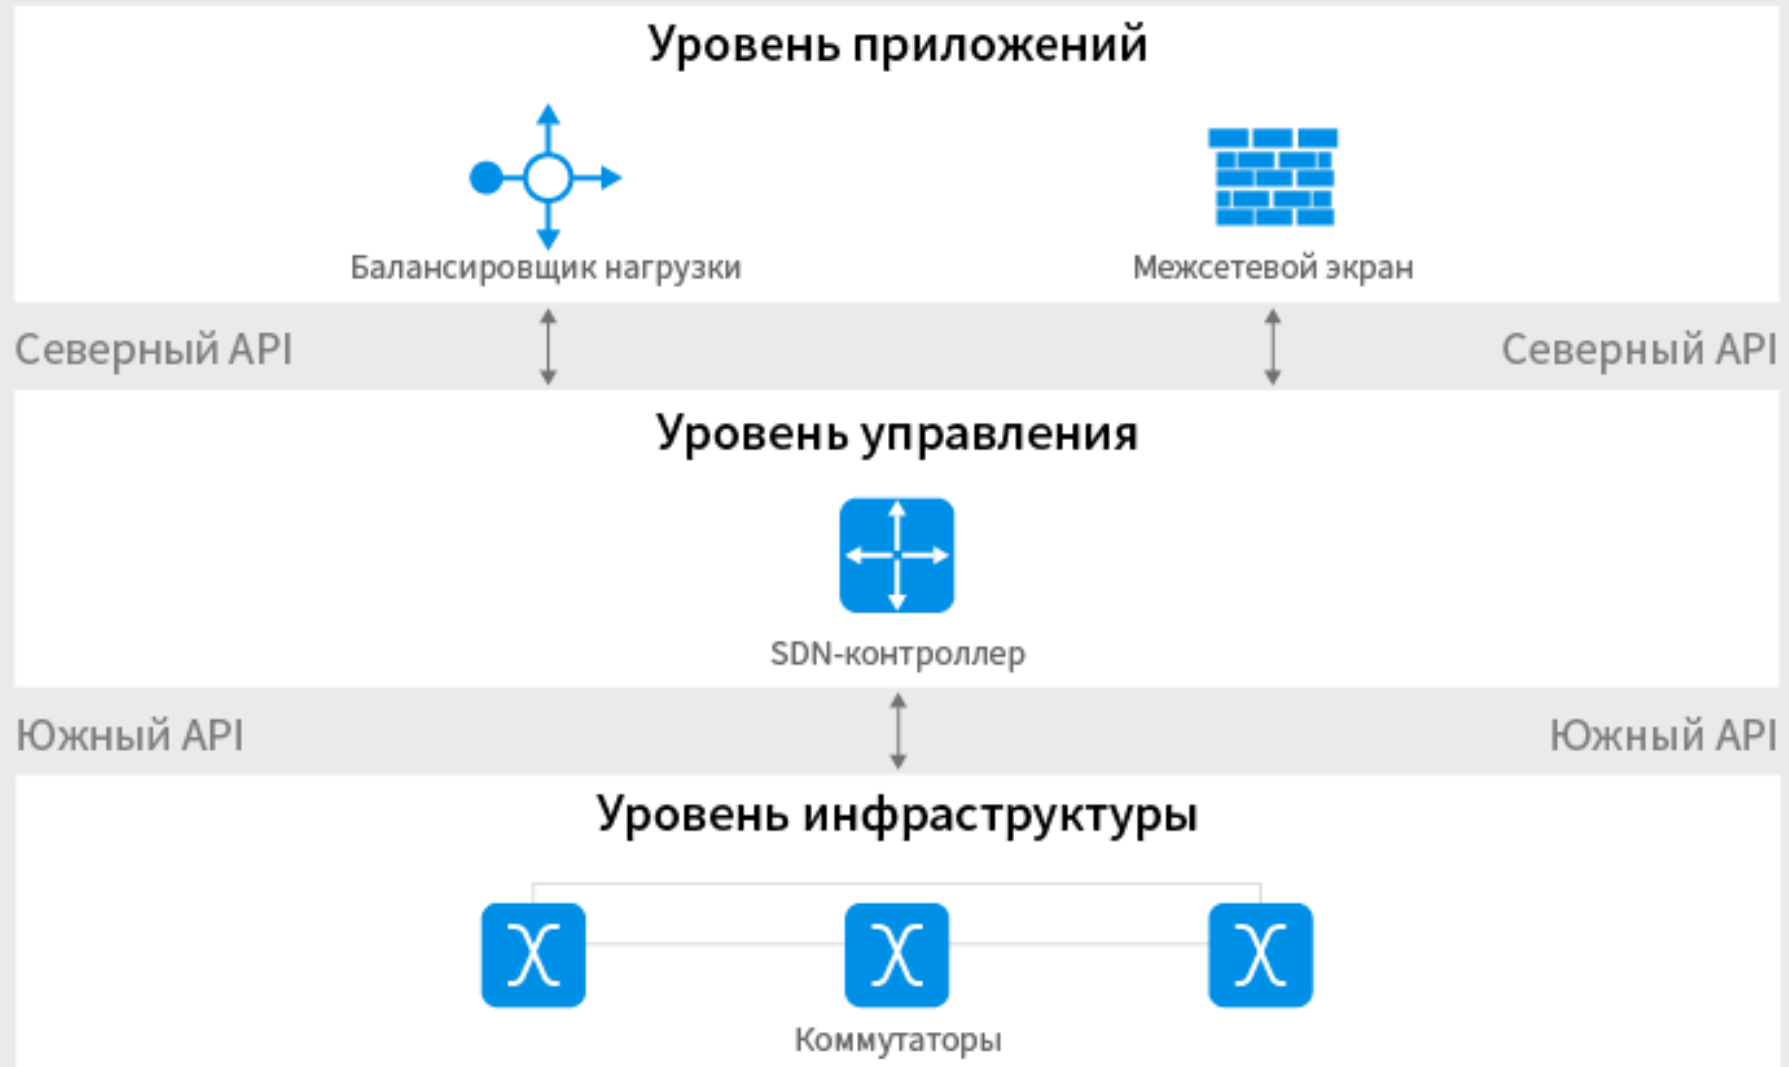 Уровень приложений
Балансировщик нагрузки
Межсетевой экран
Северный API
Северный API
Уровень управления
SDN-контроллер
Южный API
Южный API
Уровень инфраструктуры
Коммутаторы